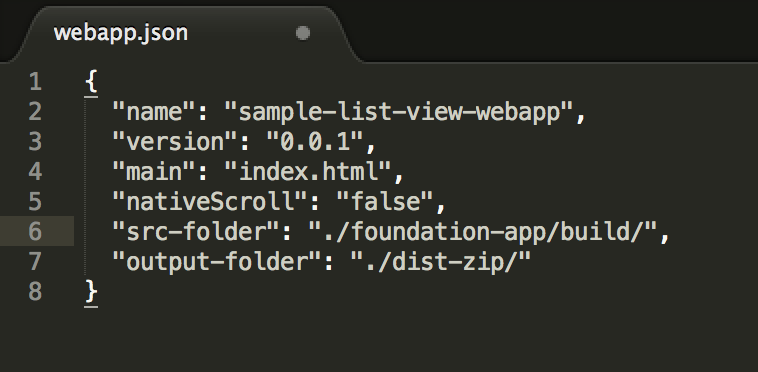 webapp.json
1 {
2 "name": "sample-list-view-webapp",
3 "version": "0.0.1",
4 "main": "index.html",
5 "nativeScroll": "false",
6 "src-folder": "./foundation-app/build/",
7 "output-folder": "./dist-zip/"
8 }